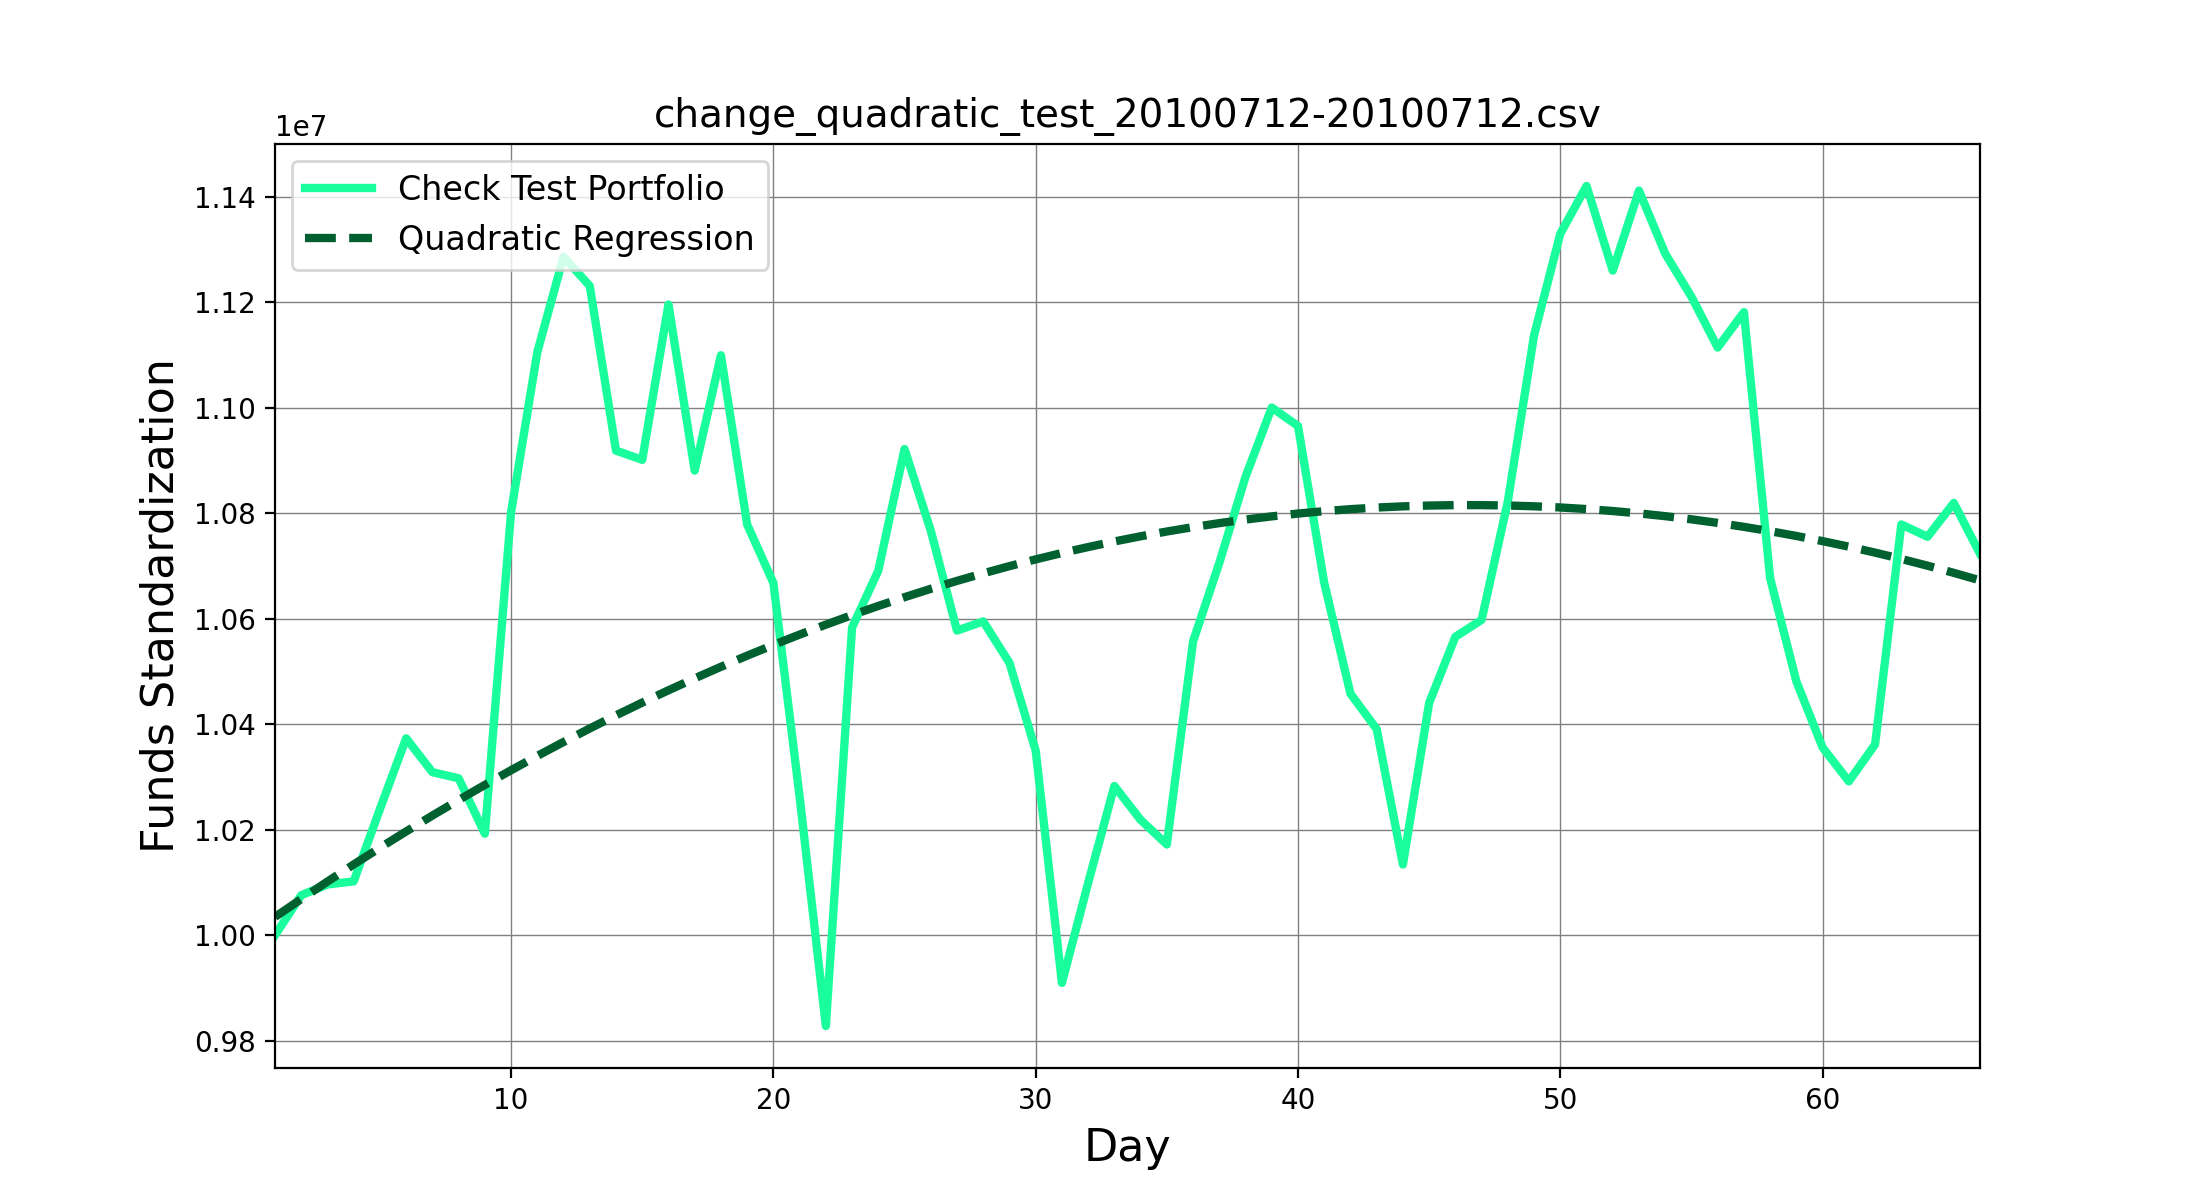 change_quadratic_test_20100712-20100712.csv
1e7
Check Test Portfolio
Quadratic Regression
1.14
1.12
1.10
1.08
1.06
1.04
1.02
1.00
0.98
Funds Standardization
10 20 30 40 50 60
Day